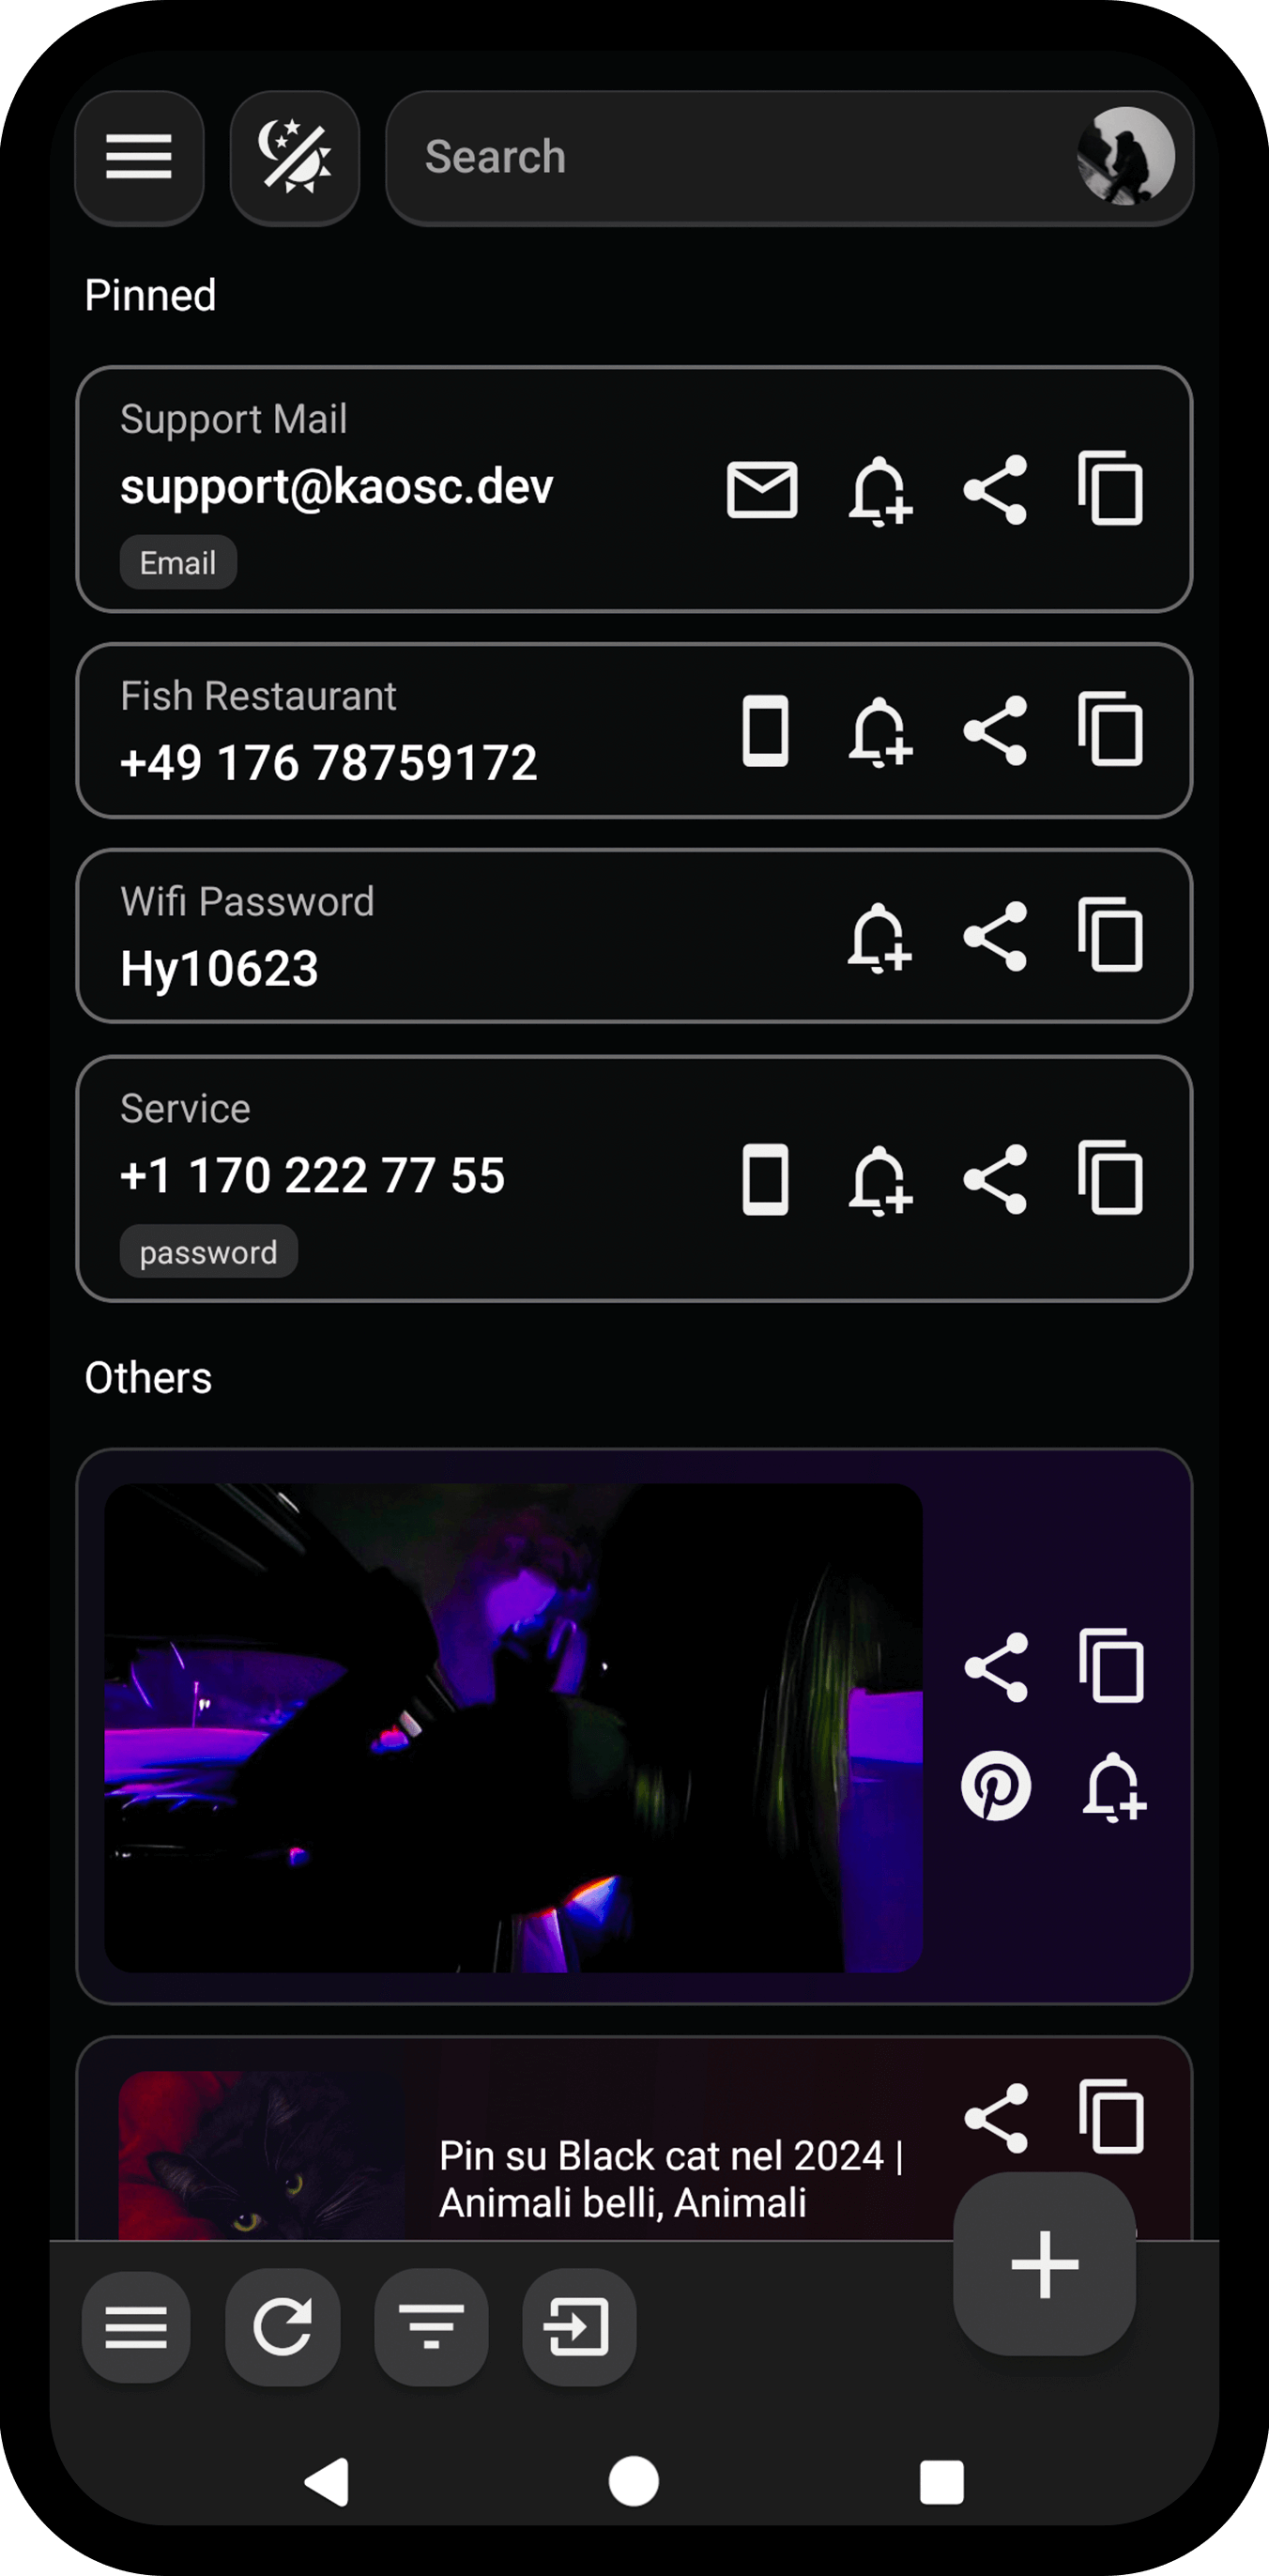 Search
Pinned
Support Mail
support@kaosc.dev
Email
Fish Restaurant
+49 176 78759172
Wifi Password
Hy10623
Service
+1 170 222 77 55
password
Others
Pin su Black cat nel 2024 |
Animali belli, Animali